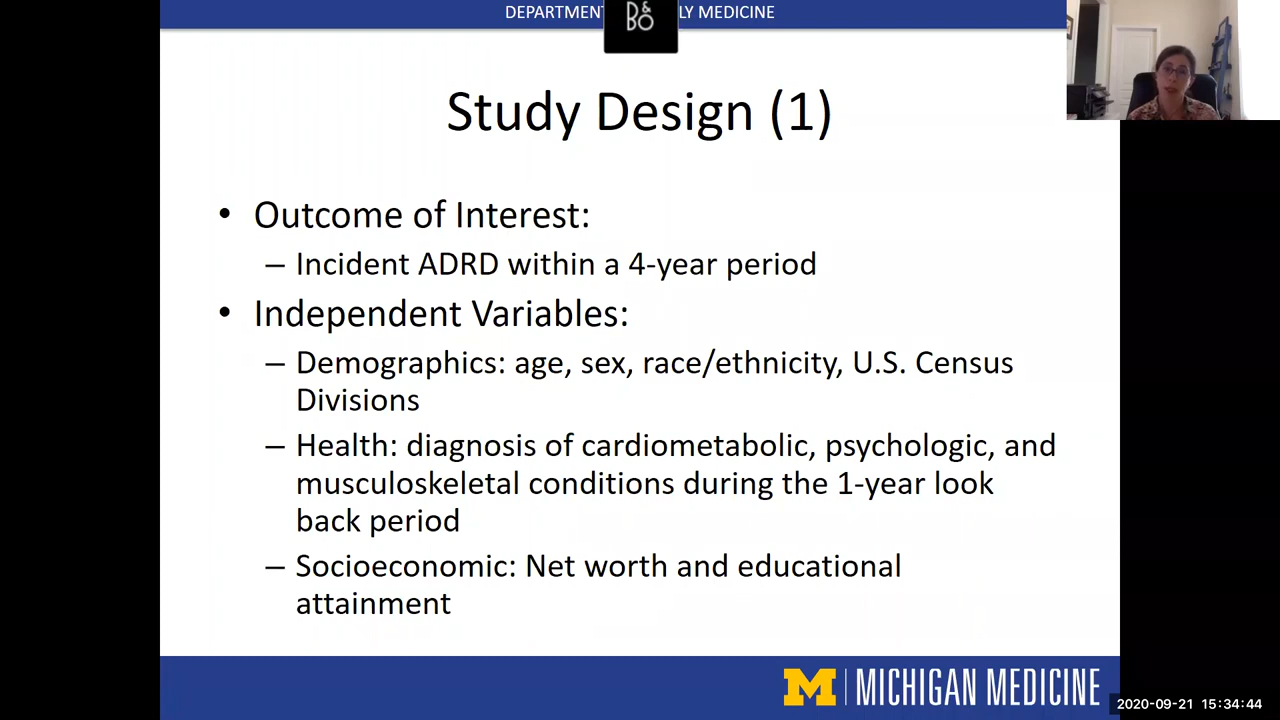 DEPARTMENT LY MEDICINE
D&
BO
Study Design (1)
• Outcome of Interest:
– Incident ADRD within a 4-year period
• Independent Variables:
– Demographics: age, sex, race/ethnicity, U.S. Census
Divisions
– Health: diagnosis of cardiometabolic, psychologic, and
musculoskeletal conditions during the 1-year look
back period
– Socioeconomic: Net worth and educational
attainment
M | MICHIGAN MEDICINE
2020-09-21 15:34:44